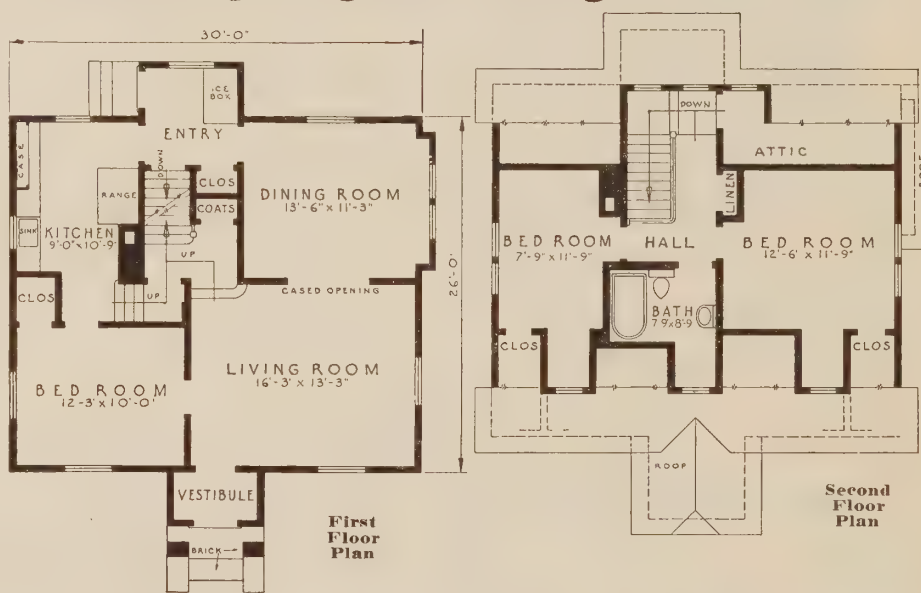 30'-0"
ICE
BOX
ENTRY
CASE
DOWN
CLOS
RANGE
COATS
DINING ROOM
13'-6" x 11'-3"
SINK
KITCHEN
9'-0" x 10'-9"
UP
UP
CLOS
CASED OPENING
26'-0"
BED ROOM
12'-3" x 10'-0"
LIVING ROOM
16'-3" x 13'-3"
VESTIBULE
BRICK
First
Floor
Plan
DOWN
ATTIC
LINEN
BED ROOM
7'-9" x 11'-9"
HALL
BED ROOM
12'-6" x 11'-9"
BATH
7'9 x 8'-9
CLOS
CLOS
ROOF
Second
Floor
Plan